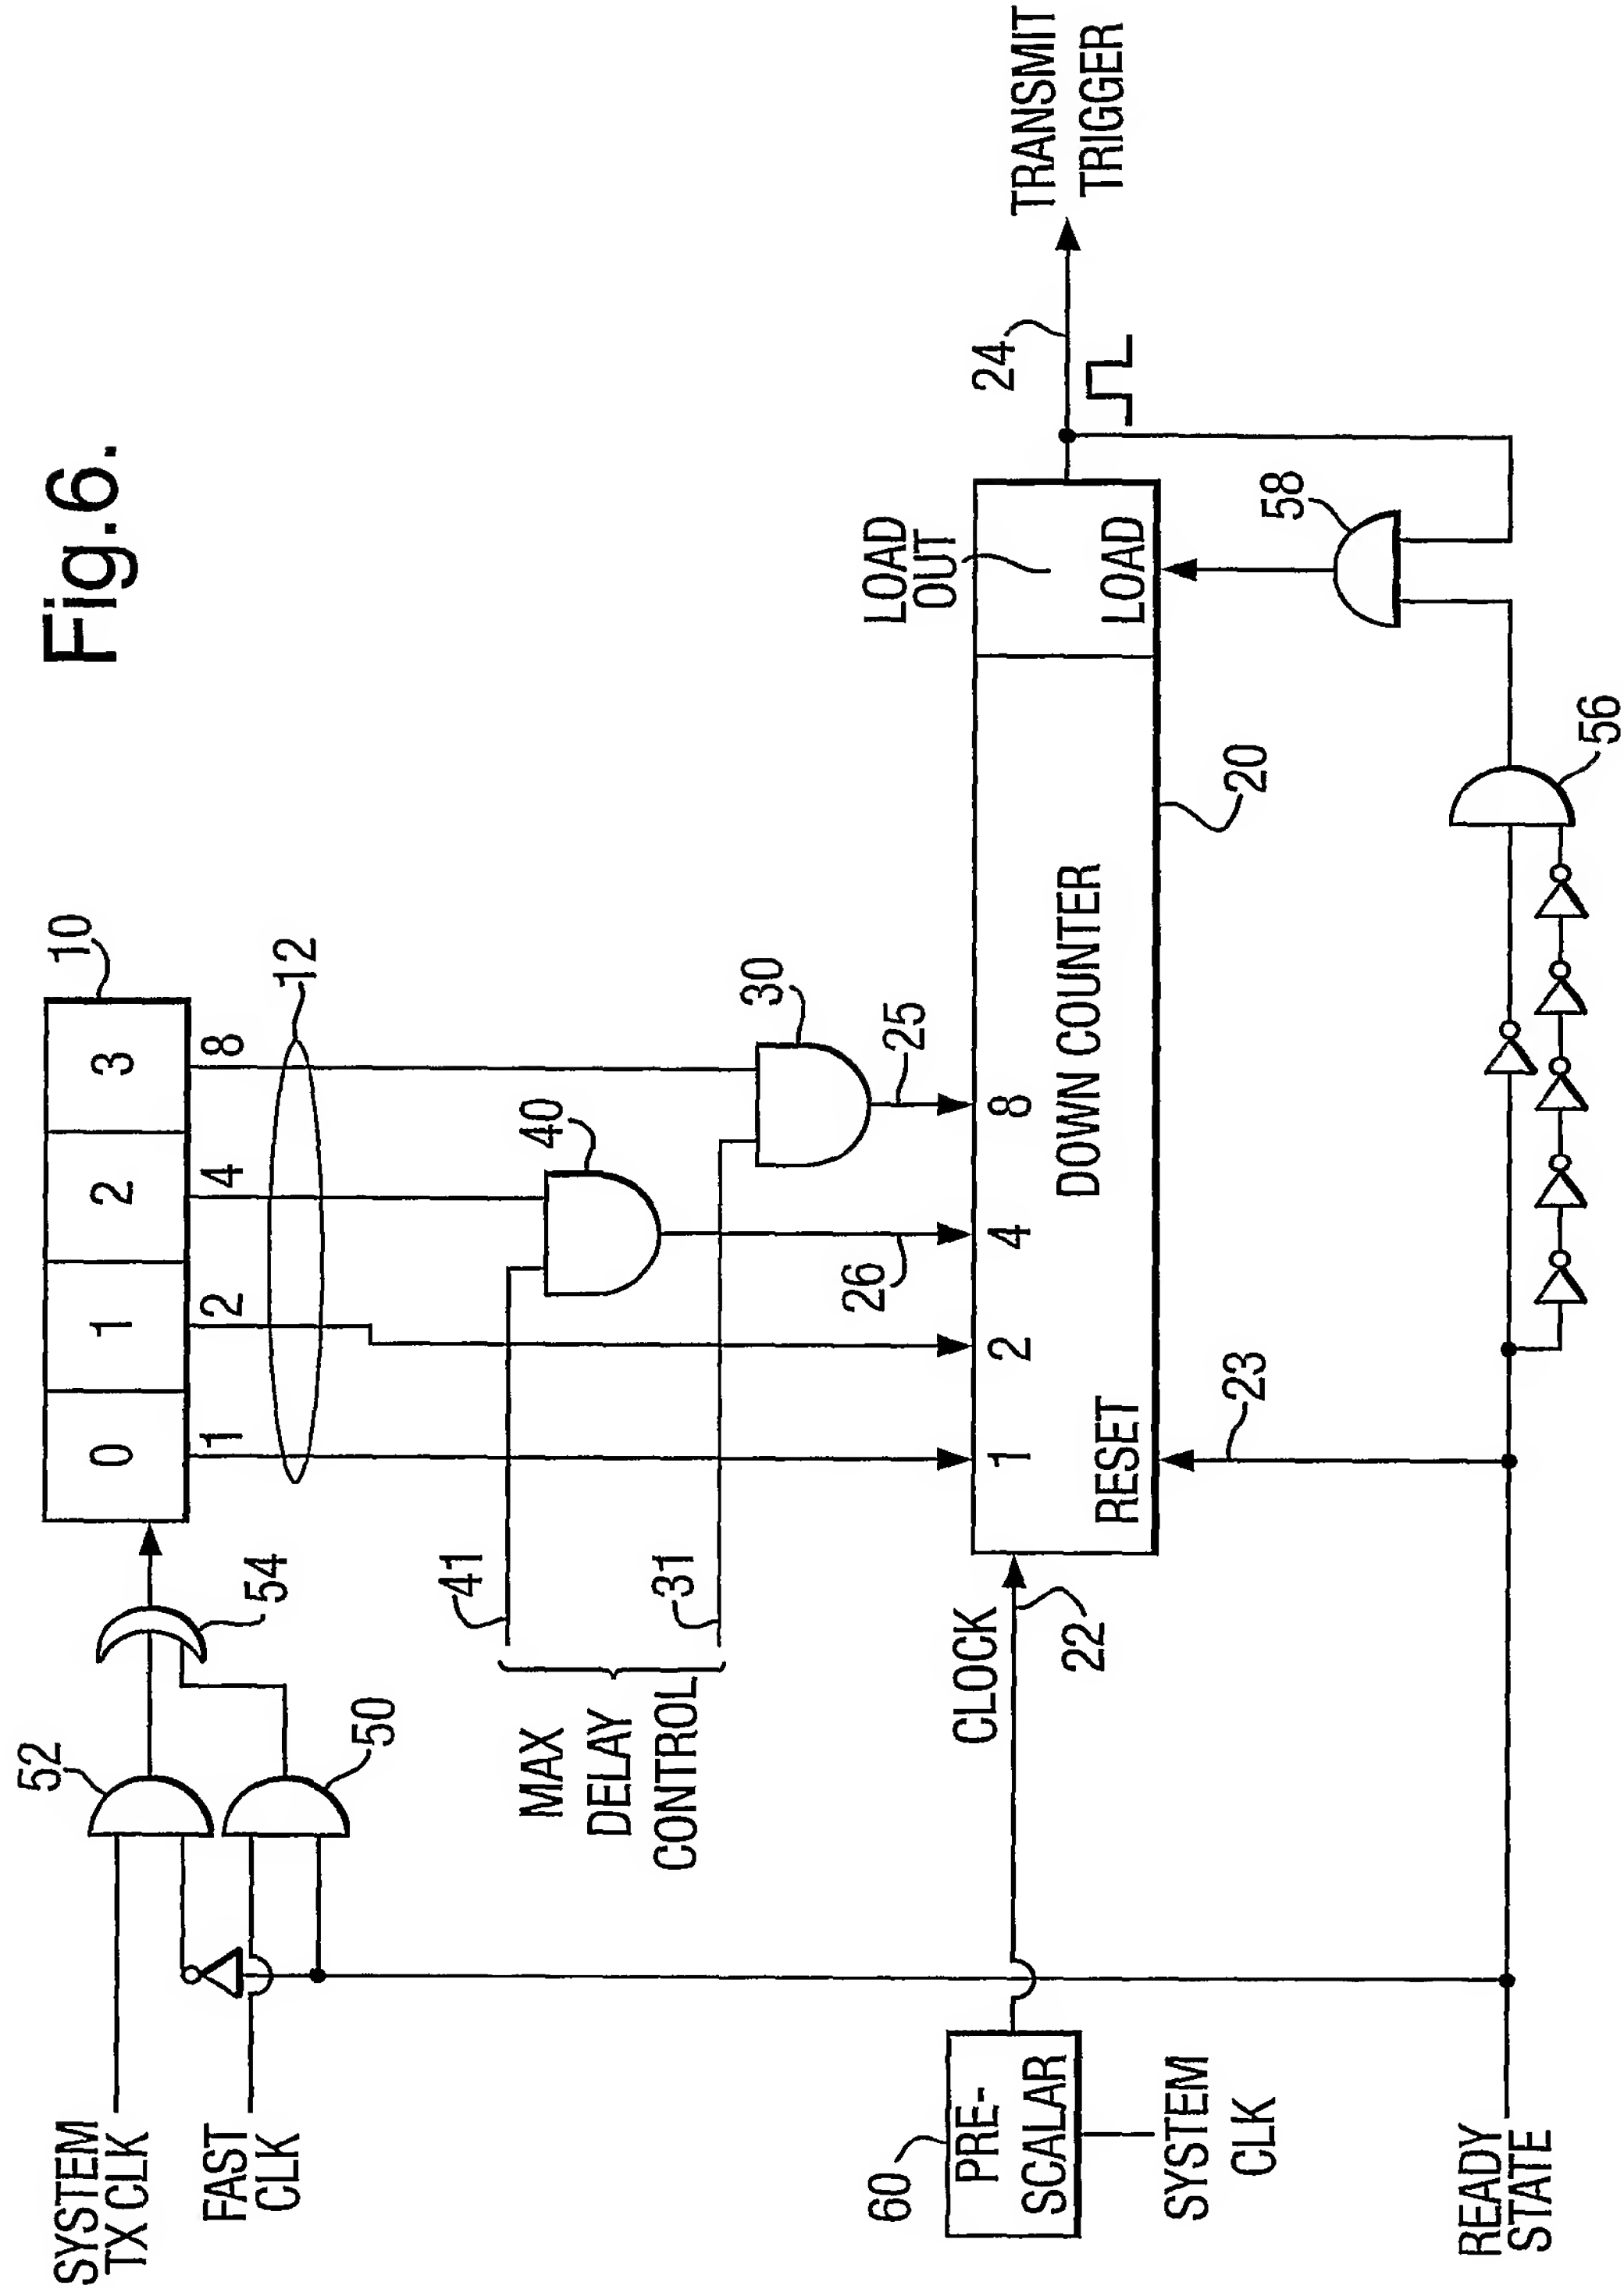 Fig.6.
SYSTEM
TX CLK
FAST
CLK
52
50
54
10
0
1
2
3
1
2
4
8
12
41
31
MAX
DELAY
CONTROL
40
30
26
25
CLOCK
22
1
2
4
8
RESET
DOWN COUNTER
LOAD
OUT
LOAD
20
24
TRANSMIT
TRIGGER
60
PRE-
SCALAR
SYSTEM
CLK
23
58
56
READY
STATE